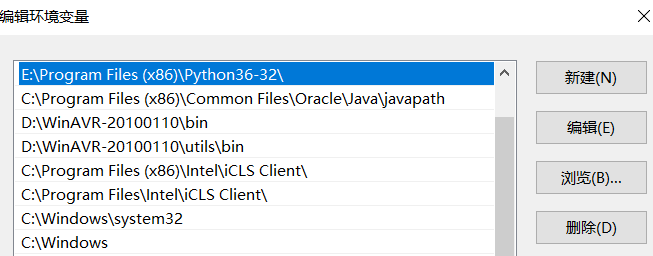 编辑环境变量
E:\Program Files (x86)\Python36-32\
C:\Program Files (x86)\Common Files\Oracle\Java\javapath
D:\WinAVR-20100110\bin
D:\WinAVR-20100110\utils\bin
C:\Program Files (x86)\Intel\iCLS Client\
C:\Program Files\Intel\iCLS Client\
C:\Windows\system32
C:\Windows
新建(N)
编辑(E)
浏览(B)...
删除(D)